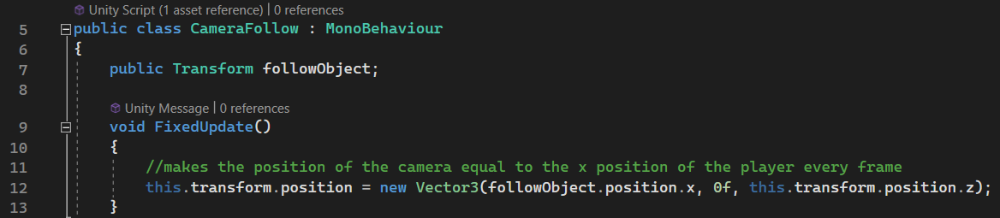 Unity Script (1 asset reference) | 0 references
5 public class CameraFollow : MonoBehaviour
6 {
7 public Transform followObject;
8
Unity Message | 0 references
9 void FixedUpdate()
10 {
11 //makes the position of the camera equal to the x position of the player every frame
12 this.transform.position = new Vector3(followObject.position.x, 0f, this.transform.position.z);
13 }